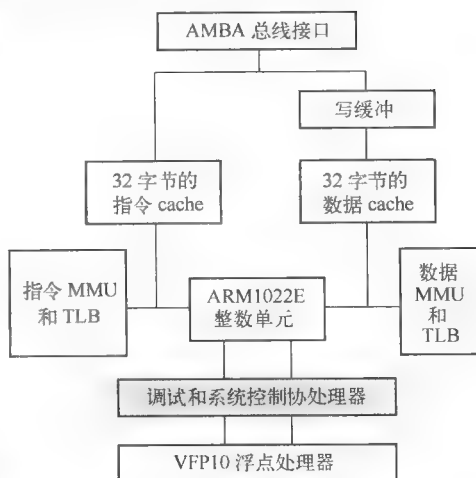 AMBA 总线接口
写缓冲
32 字节的
指令 cache
32 字节的
数据 cache
指令 MMU
和 TLB
ARM1022E
整数单元
数据
MMU
和
TLB
调试和系统控制协处理器
VFP10 浮点处理器